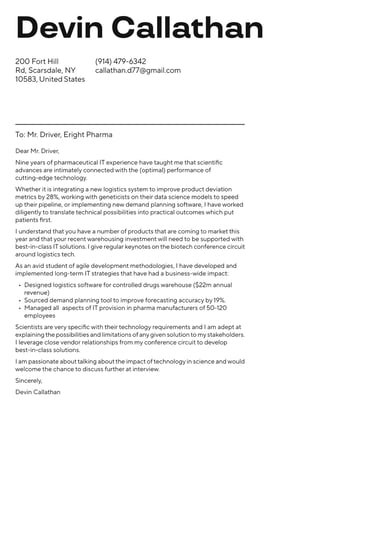 Devin Callathan
200 Fort Hill
Rd, Scarsdale, NY
10583, United States
(914) 479-6342
callathan.d77@gmail.com
To: Mr. Driver, Eright Pharma
Dear Mr. Driver,
Nine years of pharmaceutical IT experience have taught me that scientific
advances are intimately connected with the (optimal) performance of
cutting-edge technology.
Whether it is integrating a new logistics system to improve product deviation
metrics by 28%, working with geneticists on their data science models to speed
up their pipeline, or implementing new demand planning software, I have worked
diligently to translate technical possibilities into practical outcomes which put
patients first.
I understand that you have a number of products that are coming to market this
year and that your recent warehousing investment will need to be supported with
best-in-class IT solutions. I give regular keynotes on the biotech conference circuit
around logistics tech.
As an avid student of agile development methodologies, I have developed and
implemented long-term IT strategies that have had a business-wide impact:
• Designed logistics software for controlled drugs warehouse ($22m annual
revenue)
• Sourced demand planning tool to improve forecasting accuracy by 19%.
• Managed all aspects of IT provision in pharma manufacturers of 50-120
employees
Scientists are very specific with their technology requirements and I am adept at
explaining the possibilities and limitations of any given solution to my stakeholders.
I leverage close vendor relationships from my conference circuit to develop
best-in-class solutions.
I am passionate about talking about the impact of technology in science and would
welcome the chance to discuss further at interview.
Sincerely,
Devin Callathan